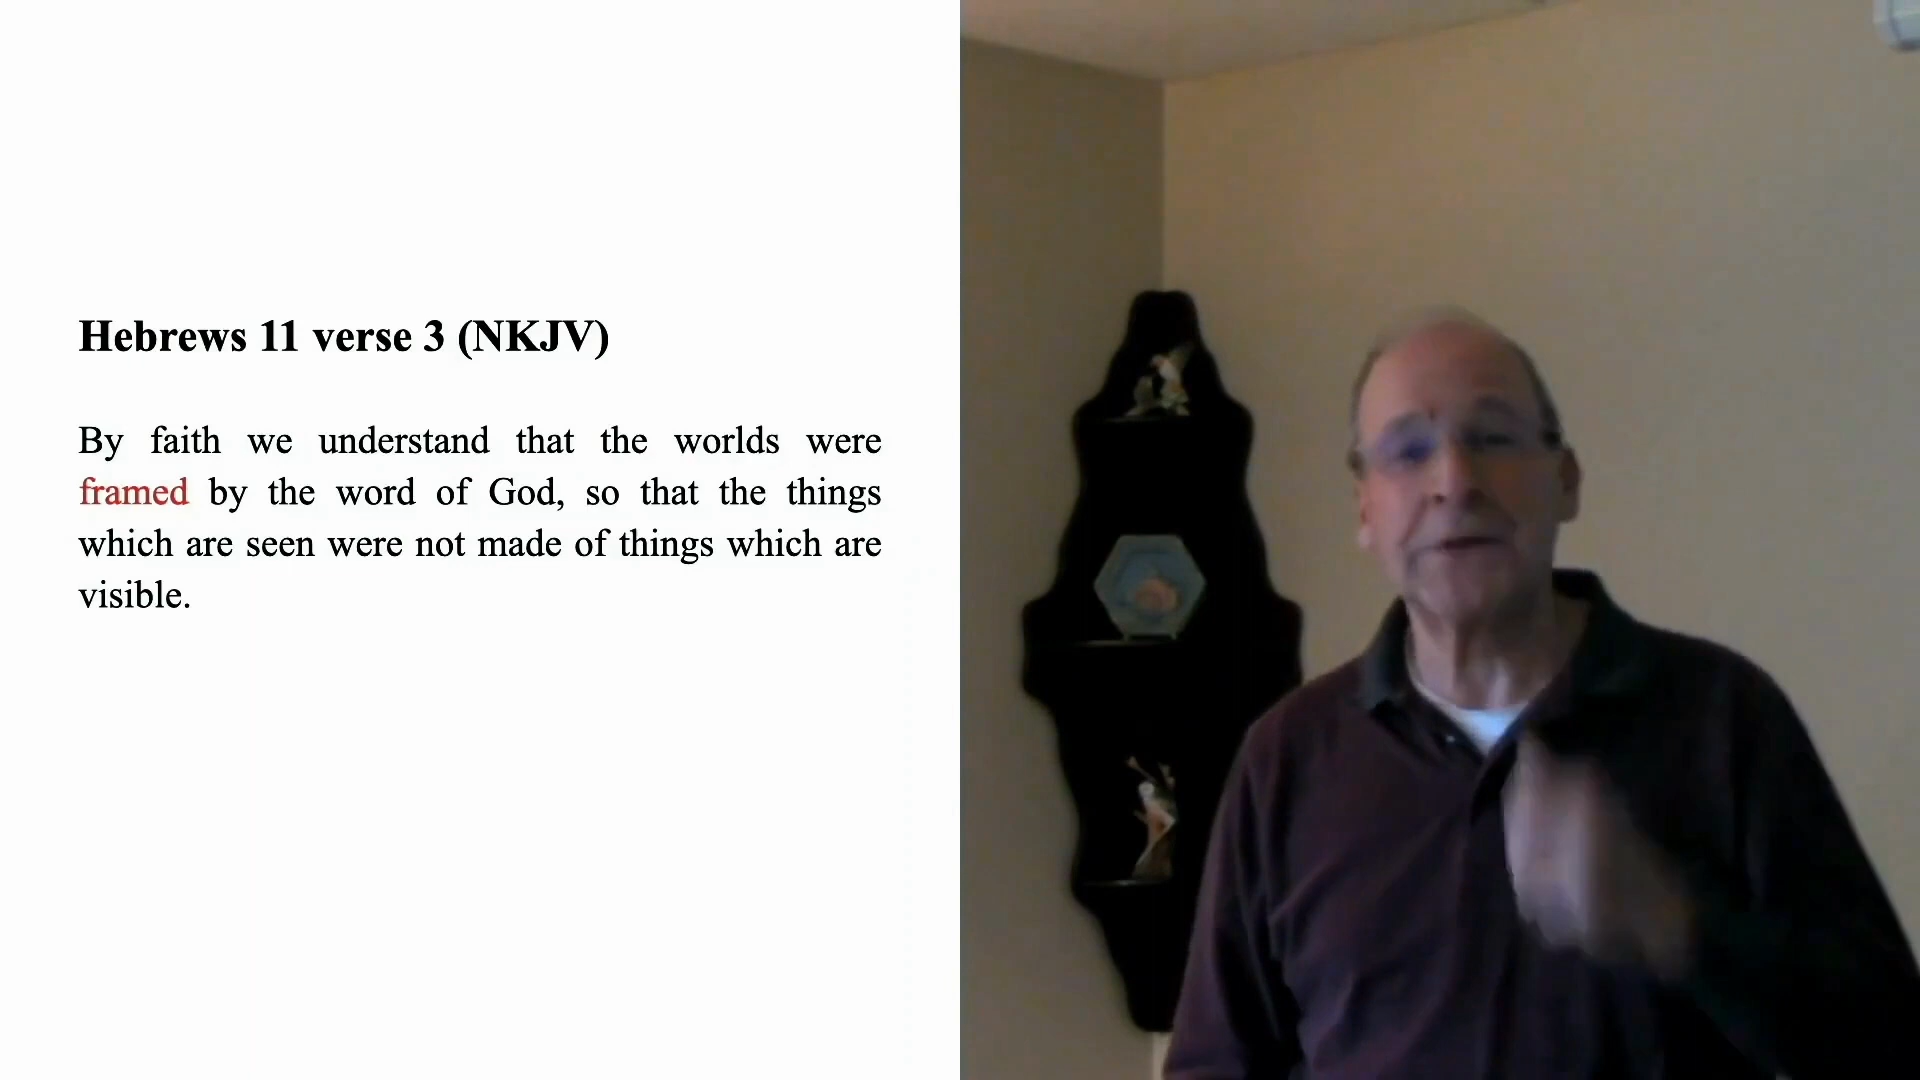 Hebrews 11 verse 3 (NKJV)
By faith we understand that the worlds were
framed by the word of God, so that the things
which are seen were not made of things which are
visible.